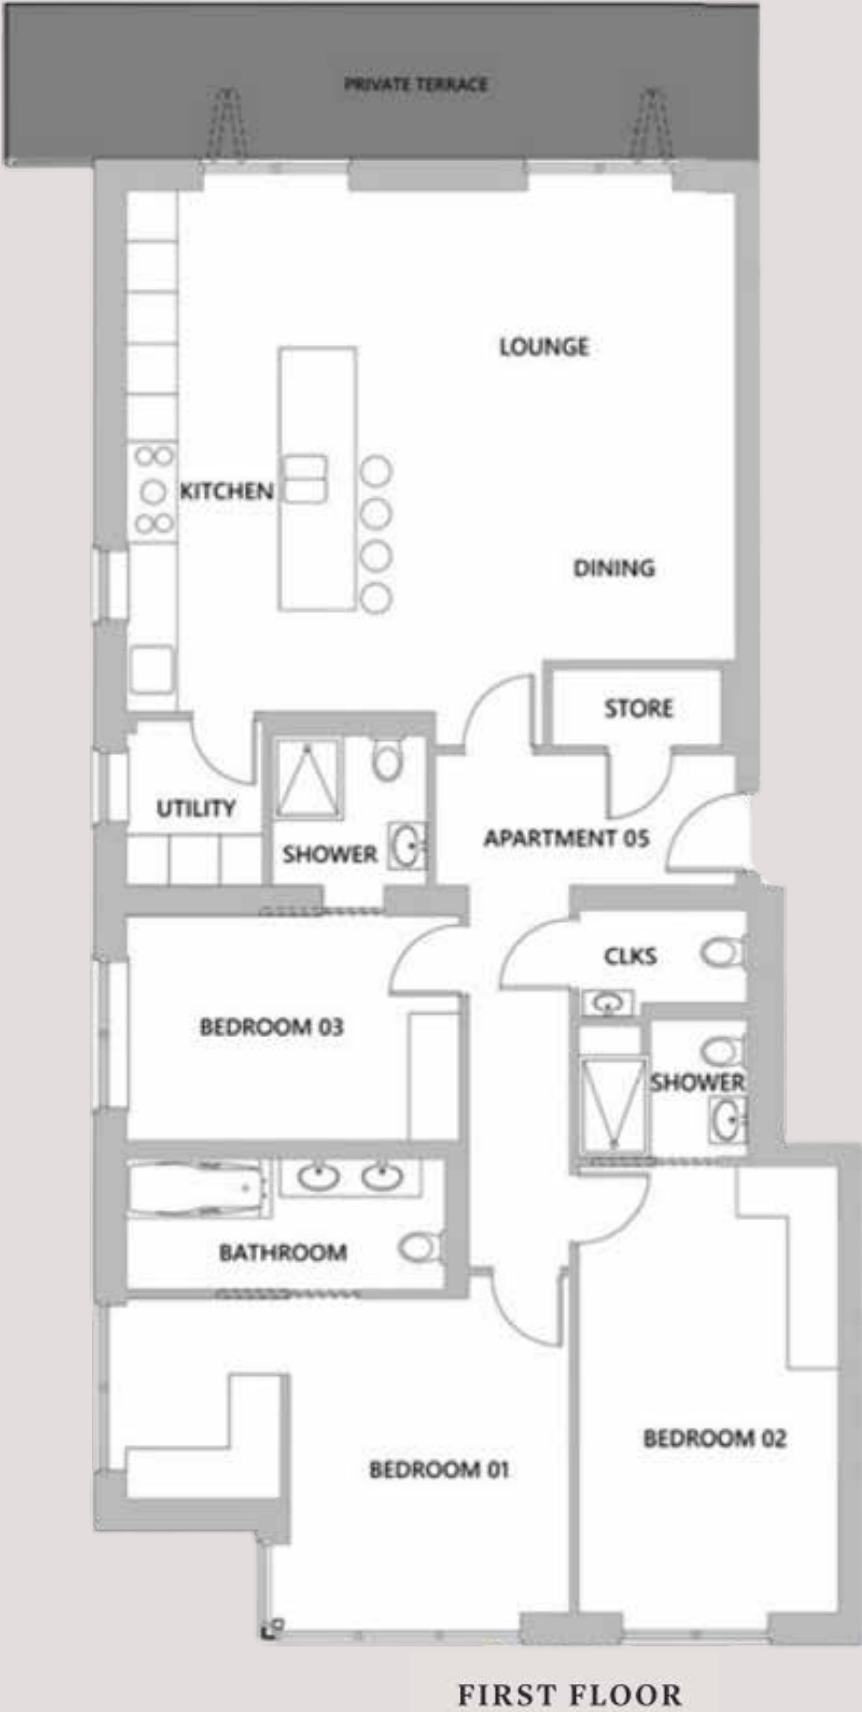 PRIVATE TERRACE
LOUNGE
KITCHEN
DINING
STORE
UTILITY
SHOWER
APARTMENT 05
CLKS
BEDROOM 03
SHOWER
BATHROOM
BEDROOM 02
BEDROOM 01
FIRST FLOOR